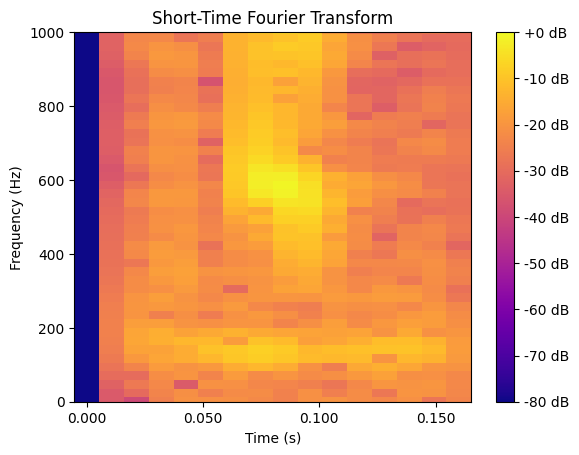 Short-Time Fourier Transform
1000
800
600
400
200
0
Frequency (Hz)
0.000
0.050
0.100
0.150
Time (s)
+0 dB
-10 dB
-20 dB
-30 dB
-40 dB
-50 dB
-60 dB
-70 dB
-80 dB